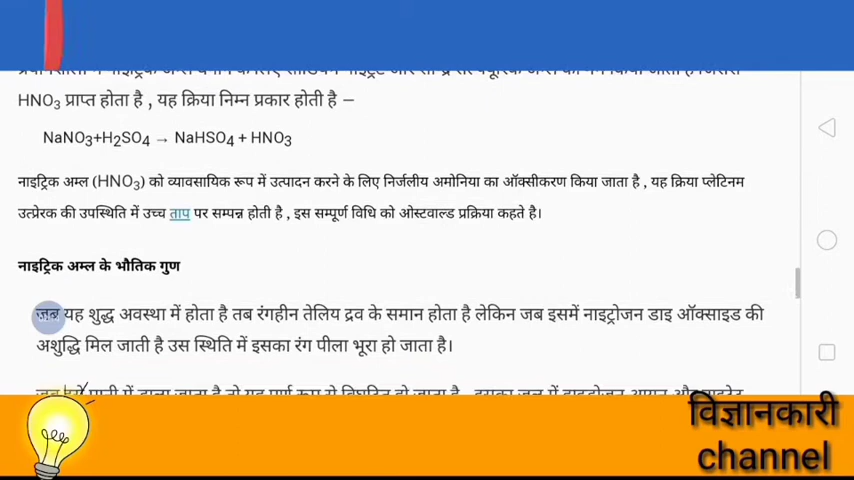 HNO₃ प्राप्त होता है , यह क्रिया निम्न प्रकार होती है –
NaNO₃+H₂SO₄ → NaHSO₄ + HNO₃
नाइट्रिक अम्ल (HNO₃) को व्यावसायिक रूप में उत्पादन करने के लिए निर्जलीय अमोनिया का ऑक्सीकरण किया जाता है , यह क्रिया प्लेटिनम
उत्प्रेरक की उपस्थिति में उच्च ताप पर सम्पन्न होती है , इस सम्पूर्ण विधि को ओस्टवाल्ड प्रक्रिया कहते है।
नाइट्रिक अम्ल के भौतिक गुण
जब यह शुद्ध अवस्था में होता है तब रंगहीन तेलिय द्रव के समान होता है लेकिन जब इसमें नाइट्रोजन डाइ ऑक्साइड की
अशुद्धि मिल जाती है उस स्थिति में इसका रंग पीला भूरा हो जाता है।
विज्ञानकारी
channel